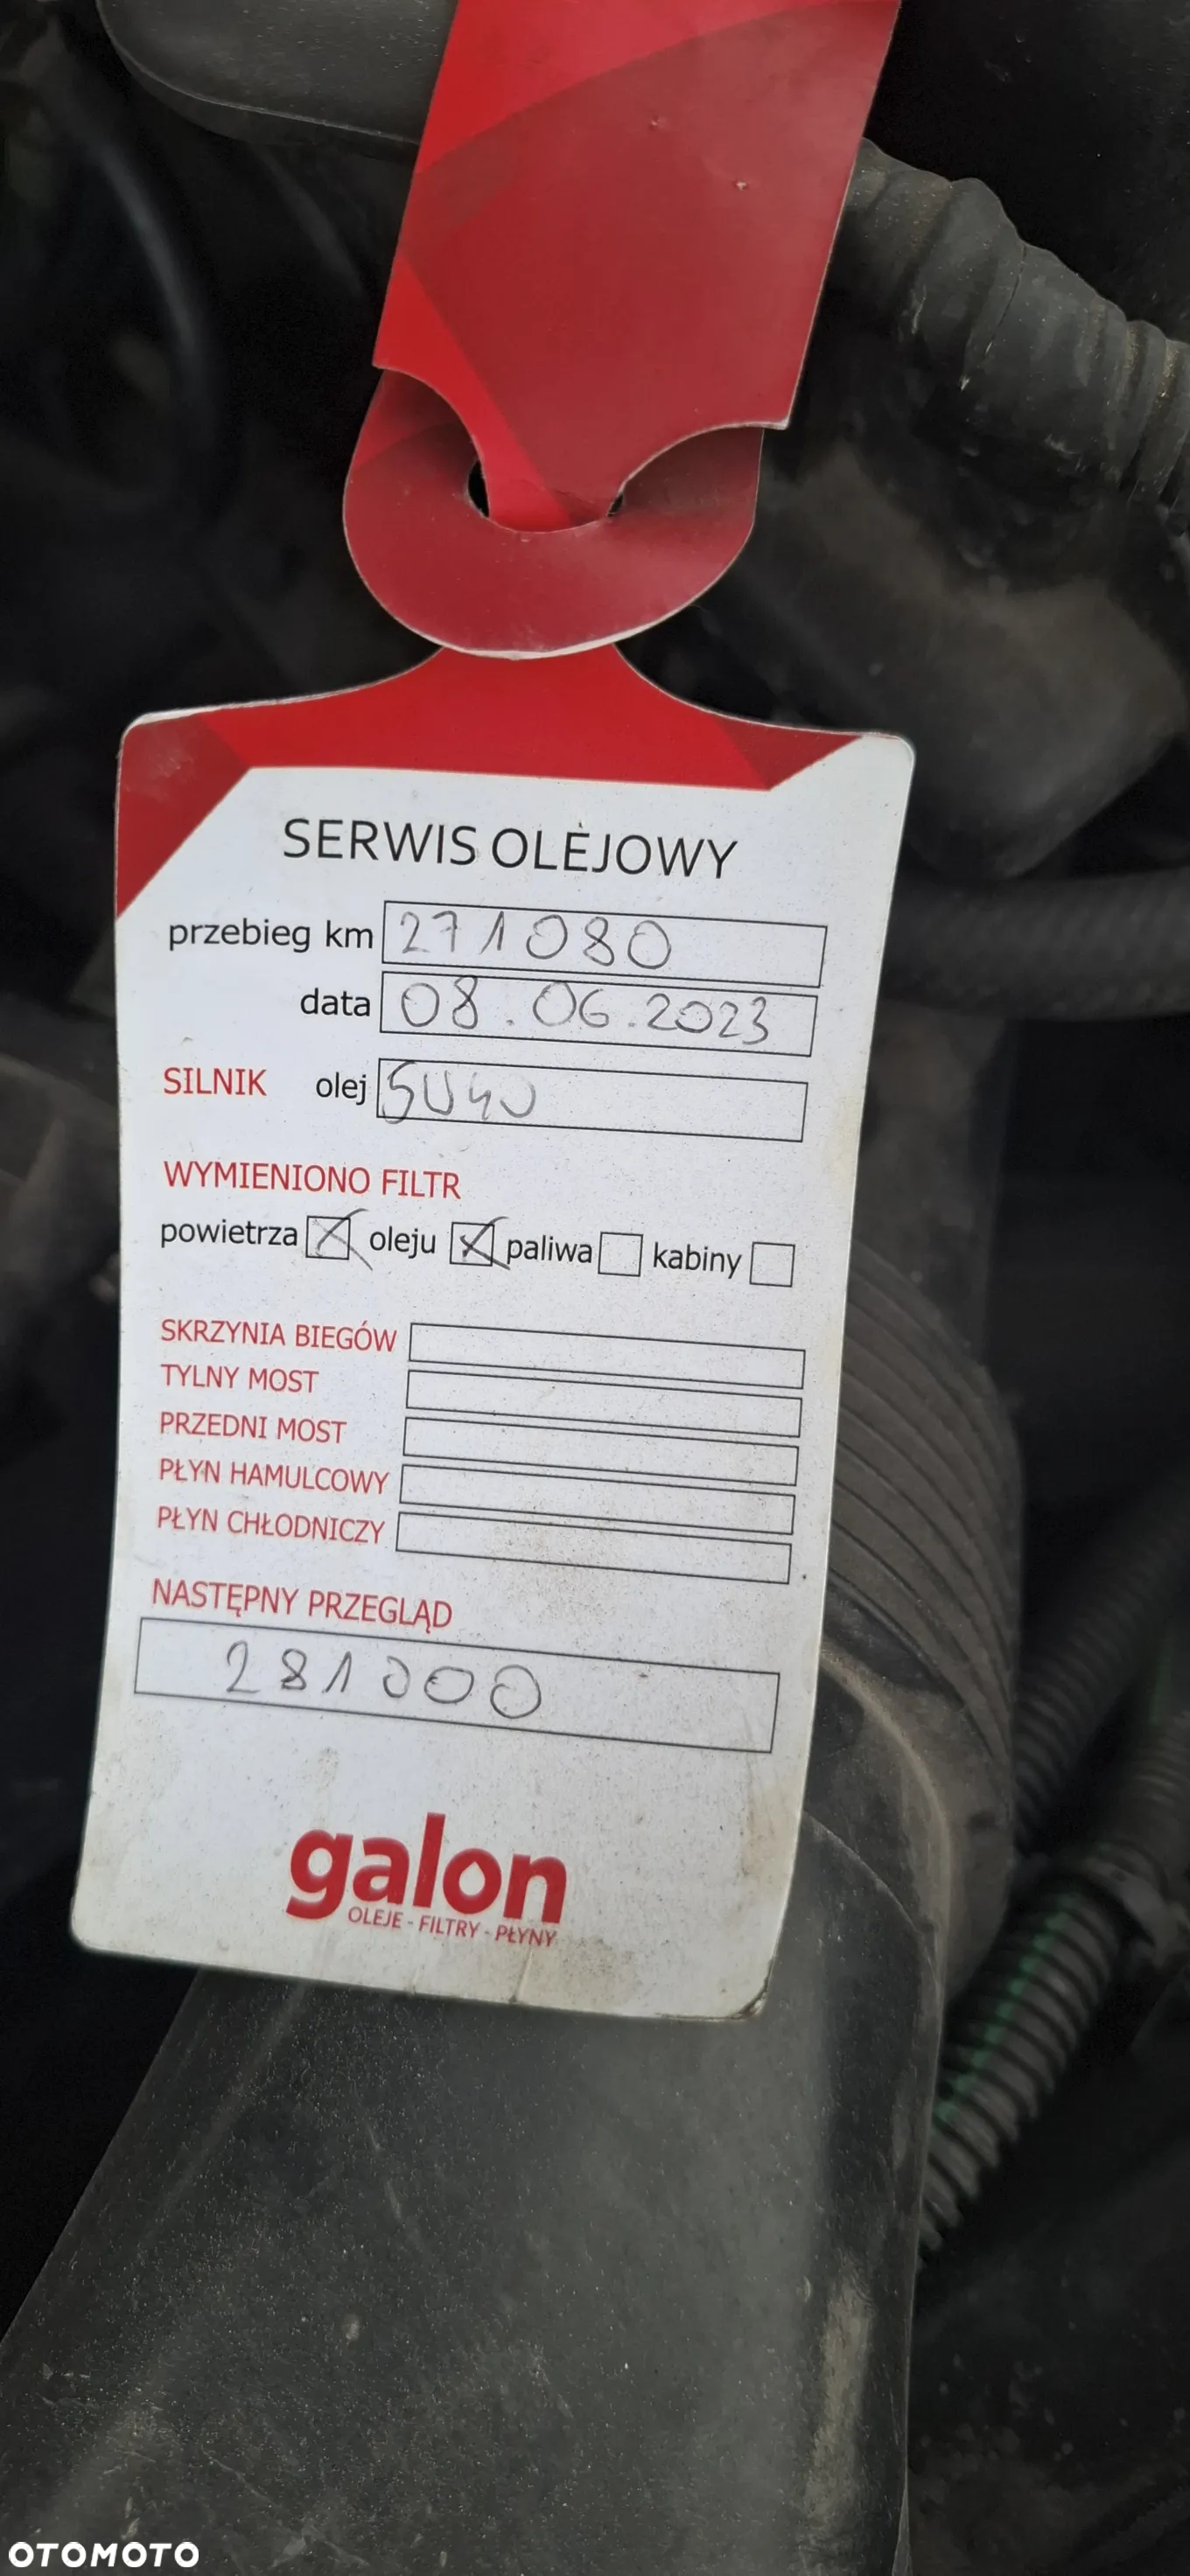 SERWIS OLEJOWY
przebieg km 271080
data 08.06.2023
SILNIK olej 5W40
WYMIENIONO FILTR
powietrza oleju paliwa kabiny
SKRZYNIA BIEGÓW
TYLNY MOST
PRZEDNI MOST
PŁYN HAMULCOWY
PŁYN CHŁODNICZY
NASTĘPNY PRZEGLĄD
281000
galon
OLEJE - FILTRY - PŁYNY
OTOMOTO